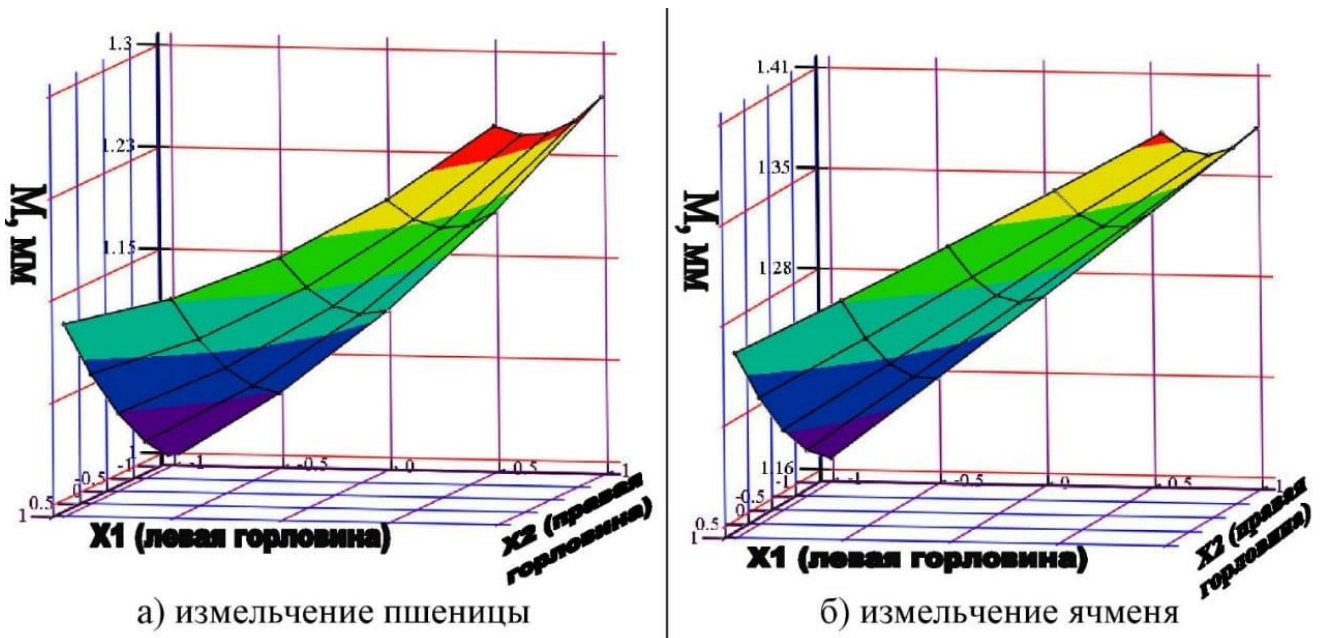 1.3
1.23
1.15
М, мм
-1
-0.5
0
0.5
1
-1
-0.5
0
0.5
1
X1 (левая горловина)
X2 (правая
горловина)
а) измельчение пшеницы
1.41
1.35
1.28
1.16
М, мм
-1
-0.5
0
0.5
1
-1
-0.5
0
0.5
1
X1 (левая горловина)
X2 (правая
горловина)
б) измельчение ячменя